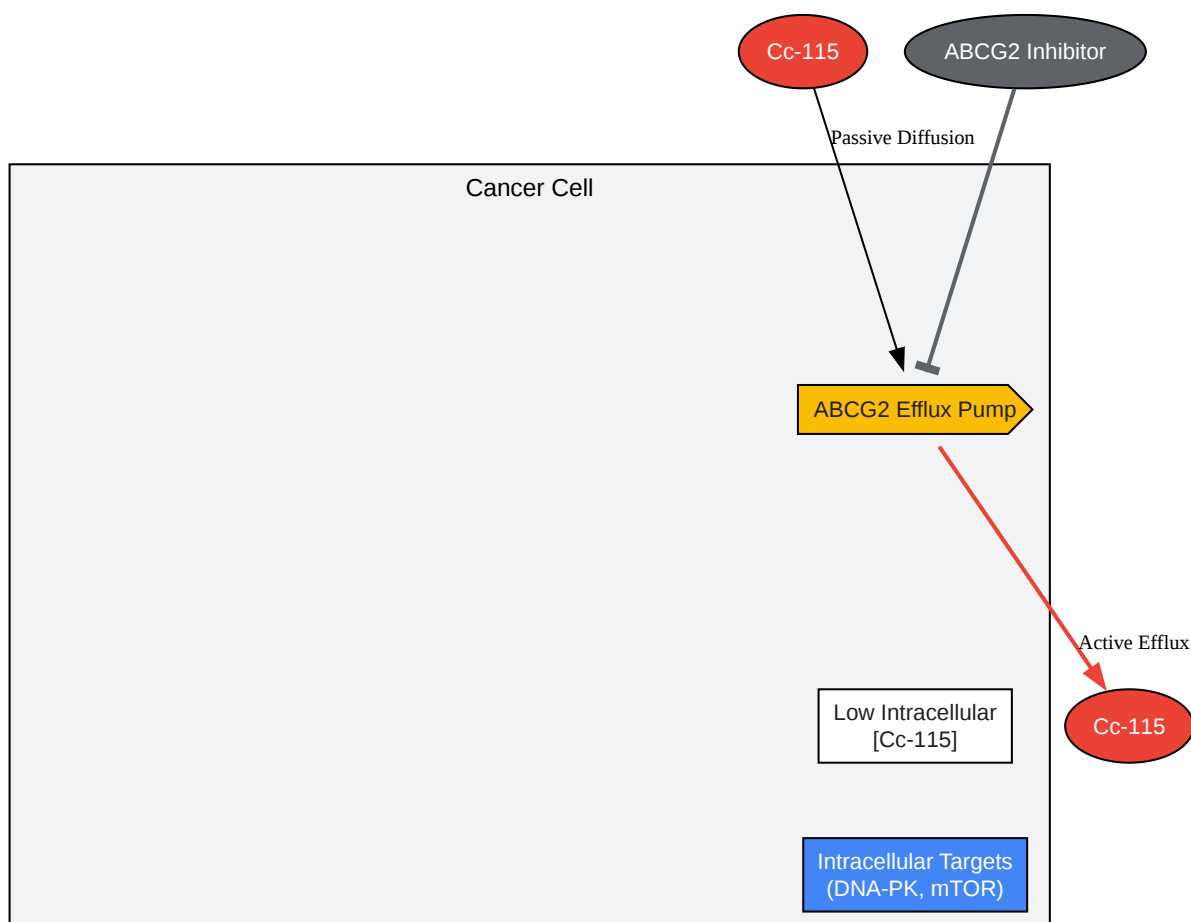 Cc-115
ABCG2 Inhibitor
Passive Diffusion
Cancer Cell
ABCG2 Efflux Pump
Active Efflux
Low Intracellular
[Cc-115]
Cc-115
Intracellular Targets
(DNA-PK, mTOR)